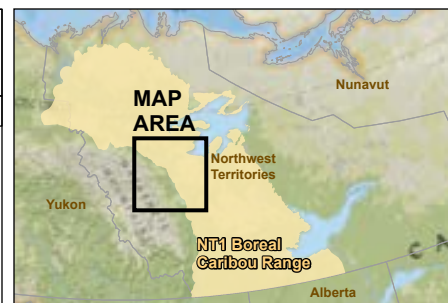 Nunavut
MAP
AREA
Northwest
Territories
Yukon
NT1 Boreal
Caribou Range
C A
Alberta